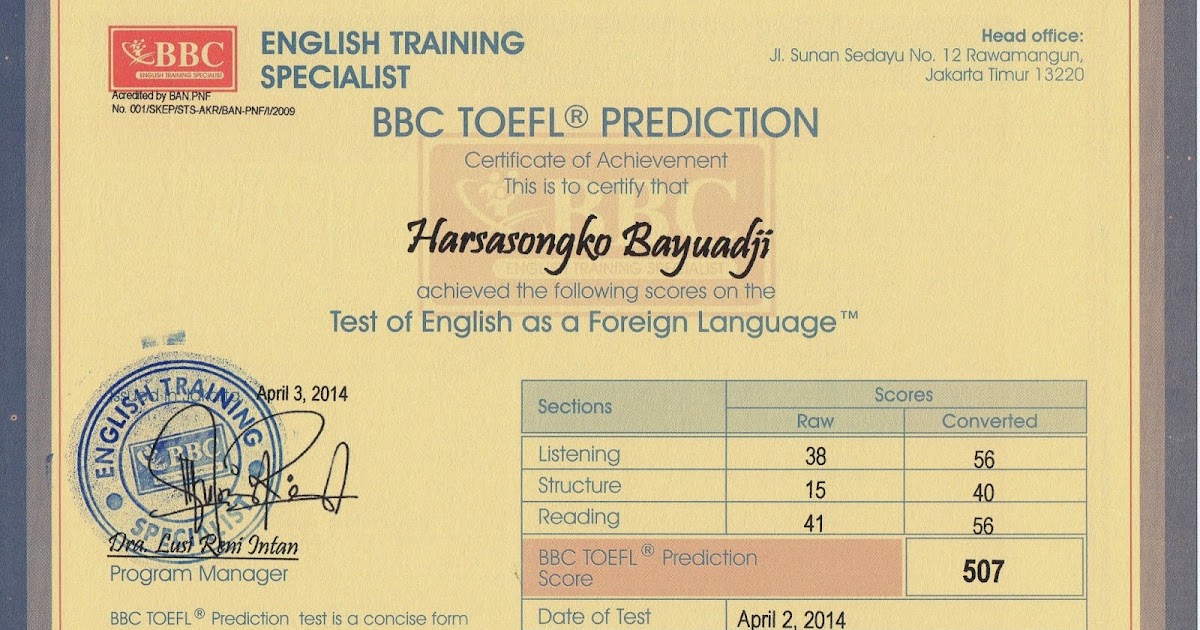 BBC
ENGLISH TRAINING SPECIALIST
Acredited by BAN.PNF
No. 001/SKEP/STS-AKR/BAN-PNF/I/2009
ENGLISH TRAINING
SPECIALIST
Head office:
Jl. Sunan Sedayu No. 12 Rawamangun,
Jakarta Timur 13220
BBC TOEFL® PREDICTION
Certificate of Achievement
This is to certify that
Harsasongko Bayuadji
achieved the following scores on the
Test of English as a Foreign Language™
BBC
ENGLISH TRAINING SPECIALIST
April 3, 2014
ENGLISH TRAINING
BBC
SPECIALIST
Dra. Lusi Reni Intan
Program Manager
BBC TOEFL® Prediction test is a concise form
Sections Scores
Raw Converted
Listening 38 56
Structure 15 40
Reading 41 56
BBC TOEFL® Prediction
Score 507
Date of Test April 2, 2014